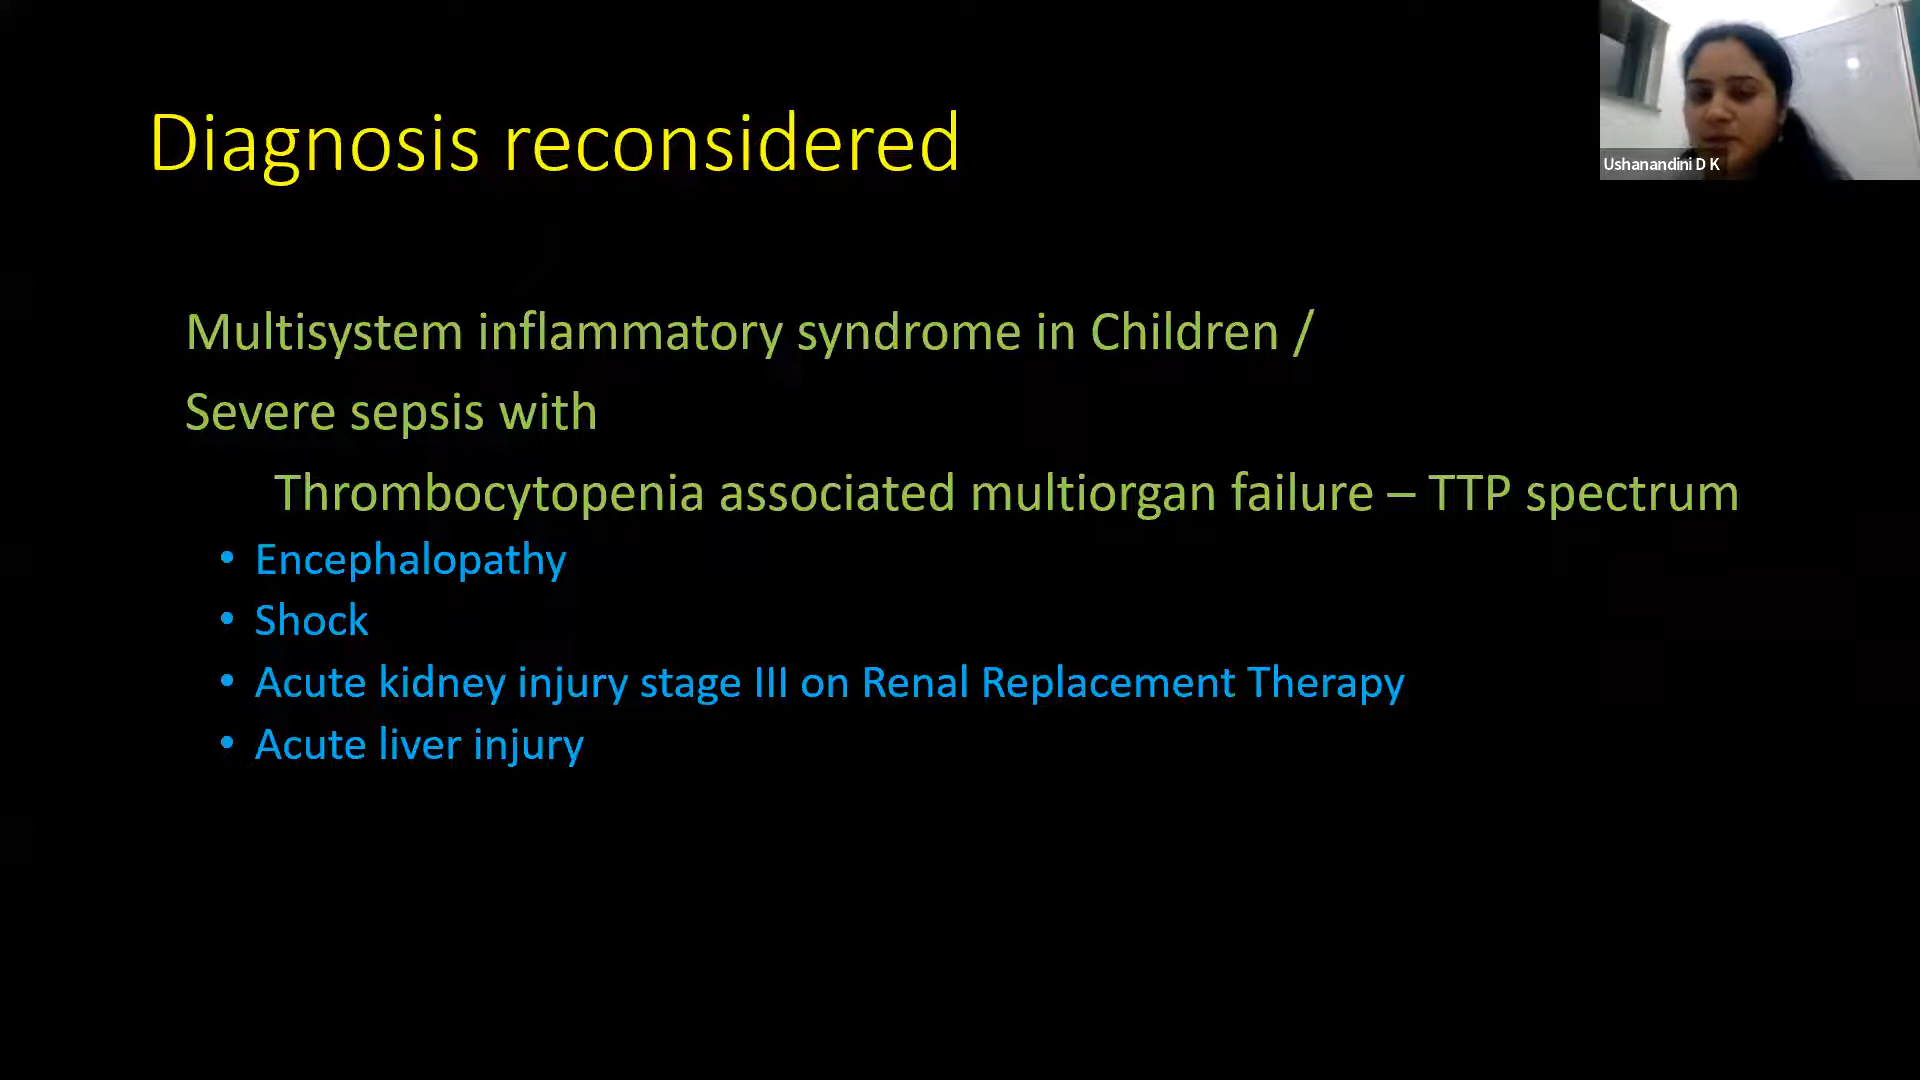 Diagnosis reconsidered
Ushanandini D K
Multisystem inflammatory syndrome in Children /
Severe sepsis with
Thrombocytopenia associated multiorgan failure – TTP spectrum
• Encephalopathy
• Shock
• Acute kidney injury stage III on Renal Replacement Therapy
• Acute liver injury